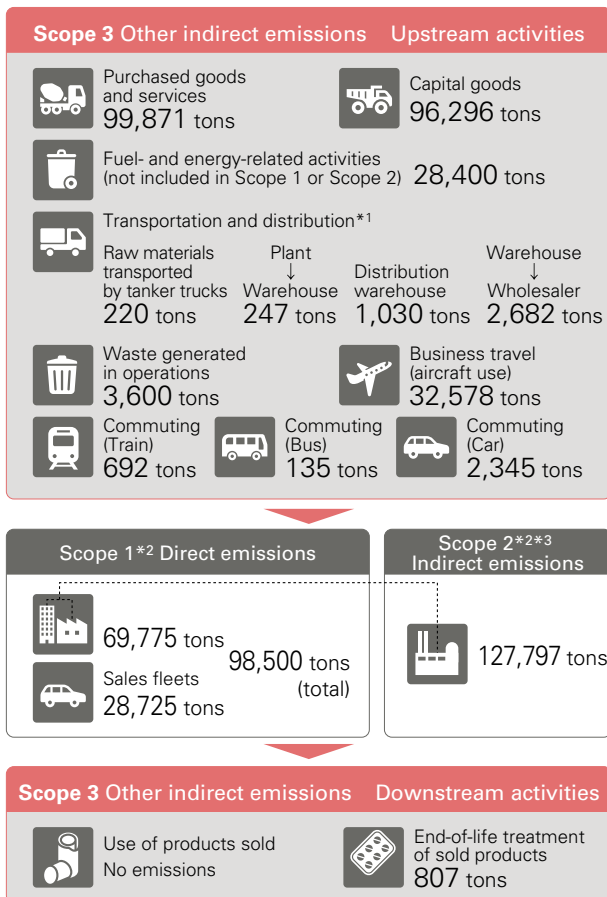 Scope 3 Other indirect emissions Upstream activities
Purchased goods
and services
99,871 tons
Capital goods
96,296 tons
Fuel- and energy-related activities
(not included in Scope 1 or Scope 2) 28,400 tons
Transportation and distribution*1
Raw materials
transported
by tanker trucks
220 tons
Plant
↓
Warehouse
247 tons
Distribution
warehouse
1,030 tons
Warehouse
↓
Wholesaler
2,682 tons
Waste generated
in operations
3,600 tons
Business travel
(aircraft use)
32,578 tons
Commuting
(Train)
692 tons
Commuting
(Bus)
135 tons
Commuting
(Car)
2,345 tons
Scope 1*2 Direct emissions
69,775 tons
Sales fleets
28,725 tons
98,500 tons
(total)
Scope 2*2*3
Indirect emissions
127,797 tons
Scope 3 Other indirect emissions Downstream activities
Use of products sold
No emissions
End-of-life treatment
of sold products
807 tons